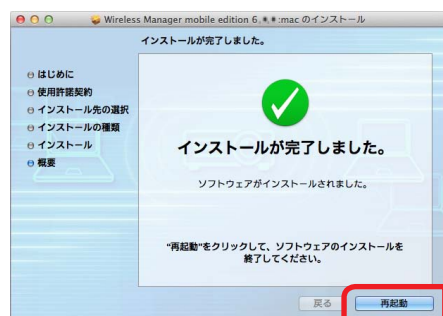 Wireless Manager mobile edition 6.*.*:mac のインストール
インストールが完了しました。
はじめに
使用許諾契約
インストール先の選択
インストールの種類
インストール
概要
インストールが完了しました。
ソフトウェアがインストールされました。
"再起動"をクリックして、ソフトウェアのインストールを
終了してください。
戻る
再起動